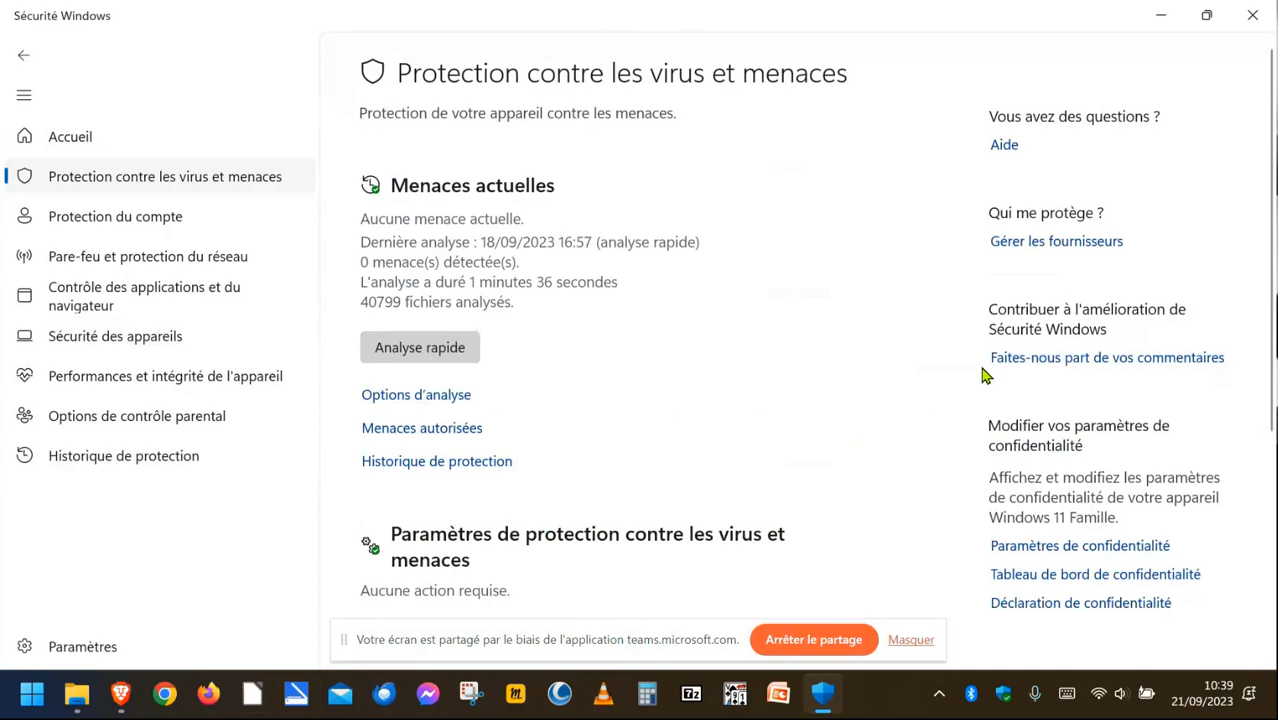 Sécurité Windows
Accueil
Protection contre les virus et menaces
Protection du compte
Pare-feu et protection du réseau
Contrôle des applications et du
navigateur
Sécurité des appareils
Performances et intégrité de l'appareil
Options de contrôle parental
Historique de protection
Paramètres
Protection contre les virus et menaces
Protection de votre appareil contre les menaces.
Menaces actuelles
Aucune menace actuelle.
Dernière analyse : 18/09/2023 16:57 (analyse rapide)
0 menace(s) détectée(s).
L'analyse a duré 1 minutes 36 secondes
40799 fichiers analysés.
Analyse rapide
Options d'analyse
Menaces autorisées
Historique de protection
Paramètres de protection contre les virus et
menaces
Aucune action requise.
Vous avez des questions ?
Aide
Qui me protège ?
Gérer les fournisseurs
Contribuer à l'amélioration de
Sécurité Windows
Faites-nous part de vos commentaires
Modifier vos paramètres de
confidentialité
Affichez et modifiez les paramètres
de confidentialité de votre appareil
Windows 11 Famille.
Paramètres de confidentialité
Tableau de bord de confidentialité
Déclaration de confidentialité
Votre écran est partagé par le biais de l'application teams.microsoft.com.
Arrêter le partage
Masquer
m
7z
10:39
21/09/2023